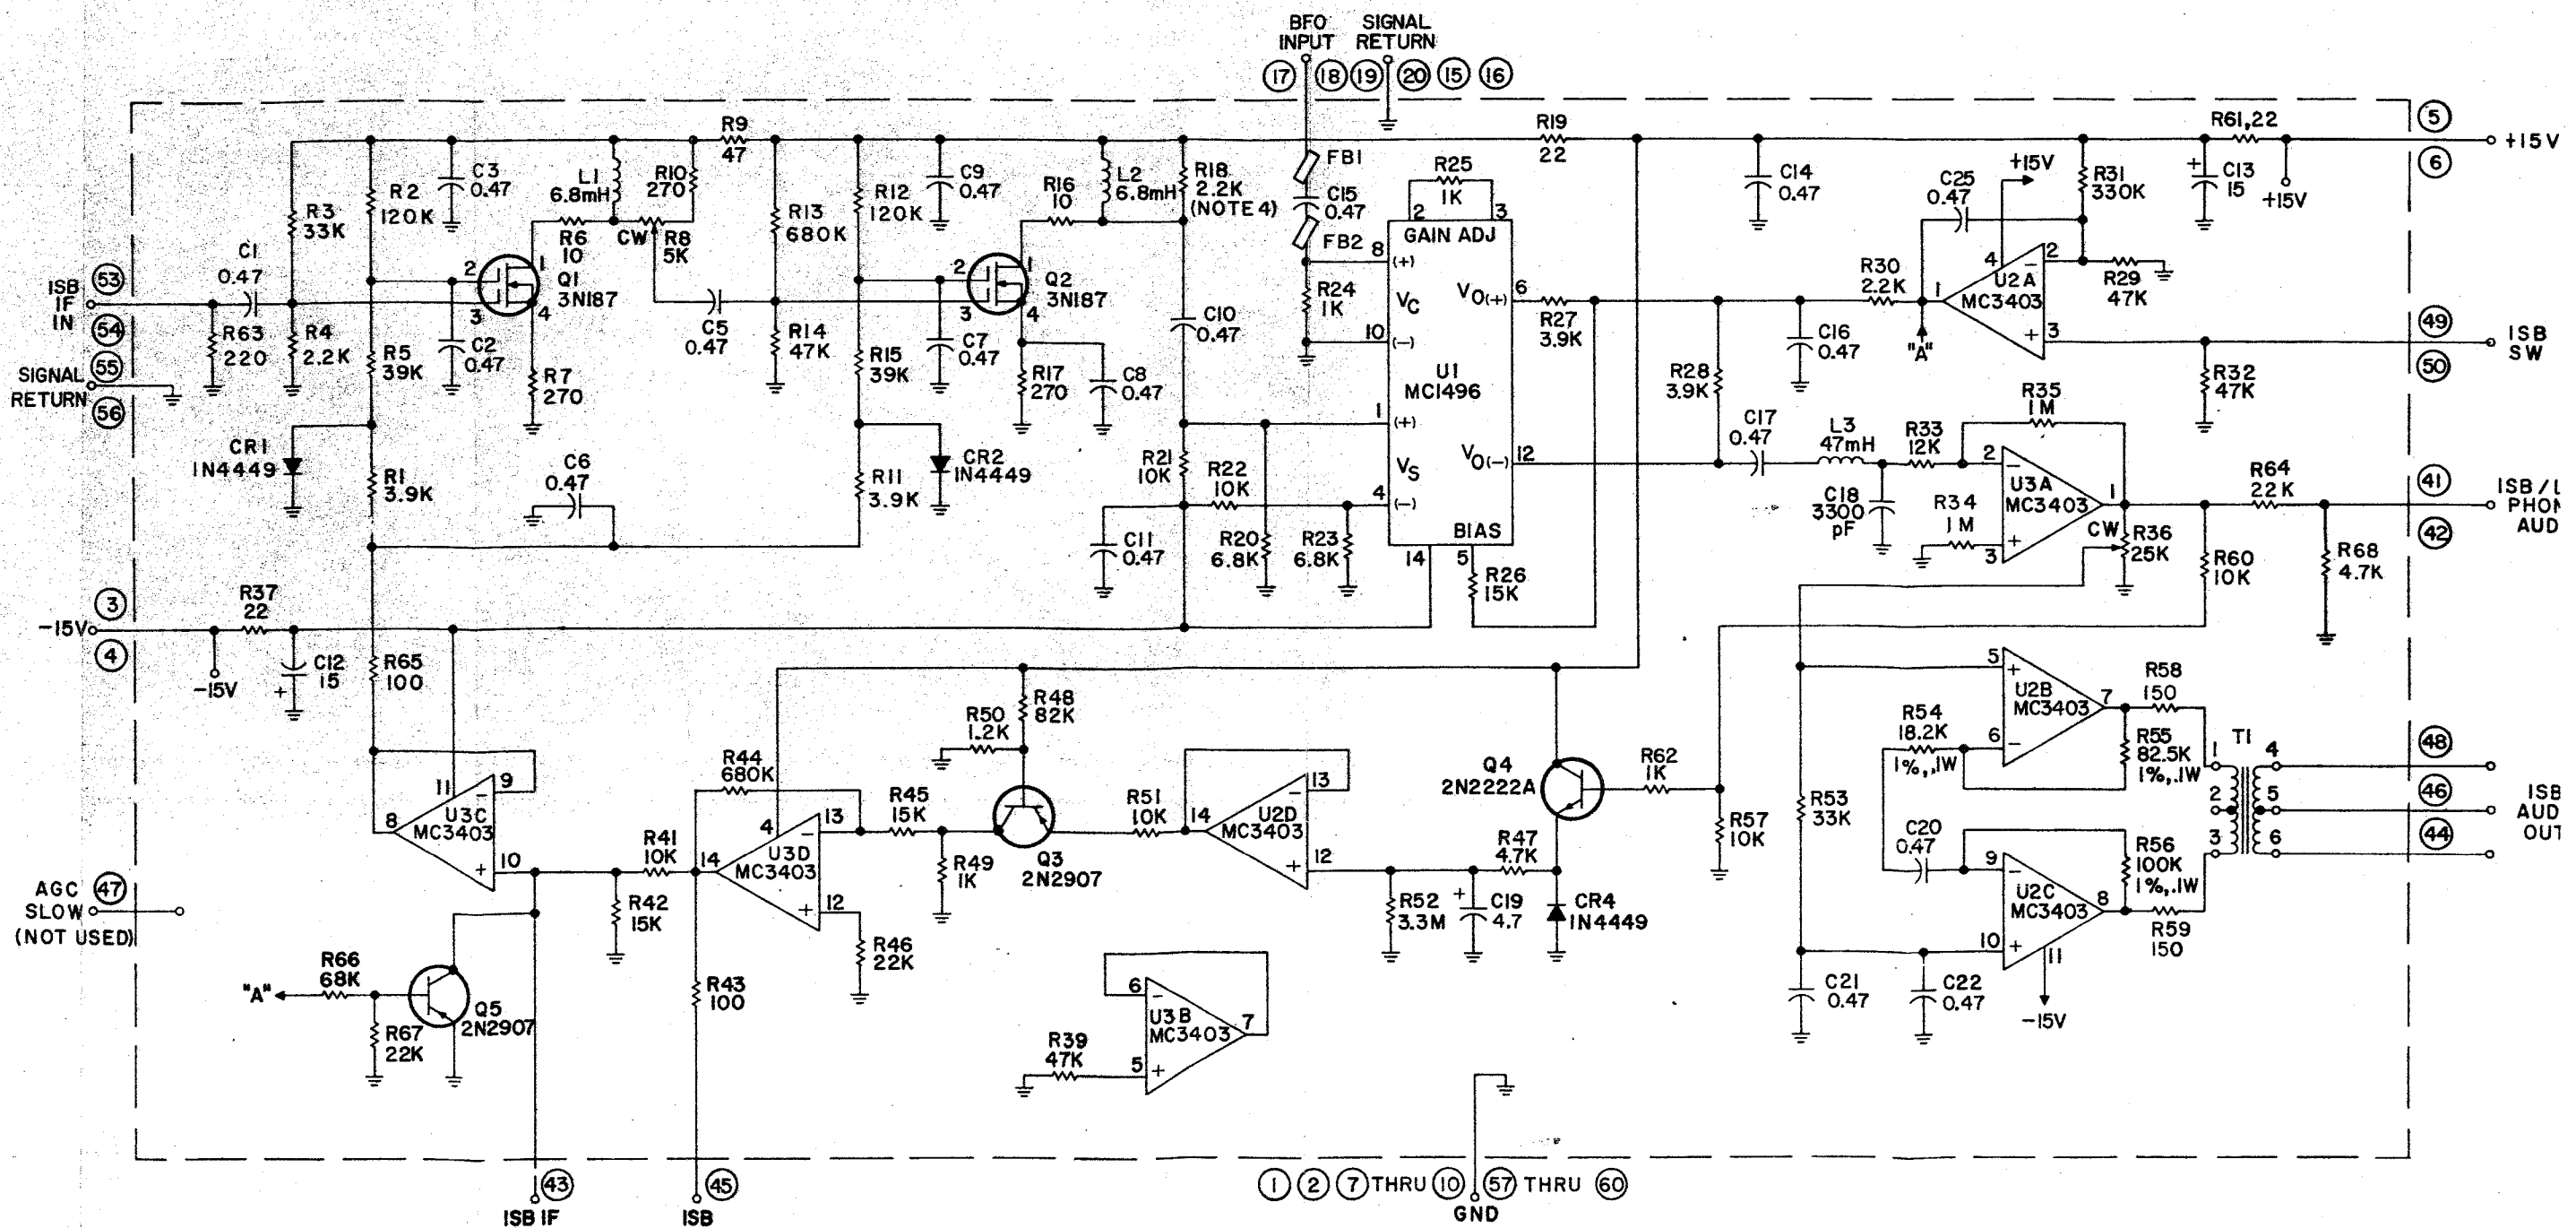 BFO INPUT
SIGNAL RETURN
17 18 19 20 15 16
R9 47
R19 22
R61,22
5
+15V
6
C3 0.47
L1 6.8mH
R10 270
C9 0.47
L2 6.8mH
R18 2.2K (NOTE 4)
FB1
C15 0.47
FB2
R25 1K
2 3
GAIN ADJ
C14 0.47
C25 0.47
+15V
R31 330K
+ C13 15
+15V
R3 33K
R2 120K
R6 10
CW
R8 5K
R13 680K
R12 120K
R16 10
C1 0.47
53
ISB IF IN
54
R63 220
R4 2.2K
2 1 3 4
Q1 3N187
C2 0.47
R5 39K
R7 270
C5 0.47
R14 47K
R15 39K
2 1 3 4
Q2 3N187
C7 0.47
R17 270
C8 0.47
C10 0.47
8 (+)
R24 1K
VC
10 (−)
U1 MC1496
VO(+) 6
R27 3.9K
VO(−) 12
1 (+)
VS
4 (−)
BIAS
14 5
R26 15K
R28 3.9K
C16 0.47
R30 2.2K
1 4 2 − 3 +
U2A MC3403
"A"
R29 47K
R32 47K
49
ISB SW
50
55
SIGNAL RETURN
56
CR1 1N4449
R1 3.9K
C6 0.47
R11 3.9K
CR2 1N4449
R21 10K
R22 10K
C11 0.47
R20 6.8K
R23 6.8K
C17 0.47
L3 47mH
C18 3300 pF
R33 12K
R35 1M
R34 1M
2 − 3 + 1
U3A MC3403
CW
R36 25K
R64 22K
R60 10K
R68 4.7K
41
42
3
−15V
4
R37 22
−15V
C12 15 +
R65 100
R50 1.2K
R48 82K
R44 680K
8 11 9 − 10 +
U3C MC3403
R41 10K
R42 15K
14 4 13 − 12 +
U3D MC3403
R45 15K
R49 1K
Q3 2N2907
R46 22K
R43 100
R51 10K
14 13 − 12 +
U2D MC3403
Q4 2N2222A
R62 1K
R57 10K
R47 4.7K
R52 3.3M
+ C19 4.7
CR4 1N4449
5 + 6 − 7
U2B MC3403
R58 150
R54 18.2K 1%,.1W
R55 82.5K 1%,.1W
R53 33K
C20 0.47
9 − 10 + 8 11
U2C MC3403
R56 100K 1%,.1W
R59 150
−15V
C21 0.47
C22 0.47
T1
1 2 3 4 5 6
48
46
44
47
AGC SLOW (NOT USED)
"A"
R66 68K
R67 22K
Q5 2N2907
R39 47K
6 − 5 + 7
U3B MC3403
43
ISB IF
45
ISB
1 2 7 THRU 10 57 THRU 60
GND